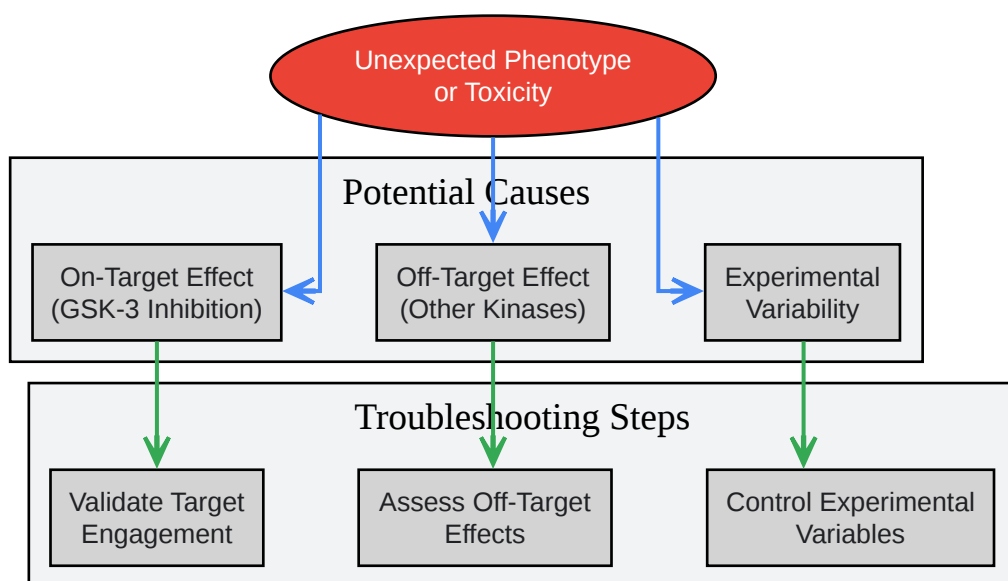 Unexpected Phenotype
or Toxicity
Potential Causes
On-Target Effect
(GSK-3 Inhibition)
Off-Target Effect
(Other Kinases)
Experimental
Variability
Troubleshooting Steps
Validate Target
Engagement
Assess Off-Target
Effects
Control Experimental
Variables